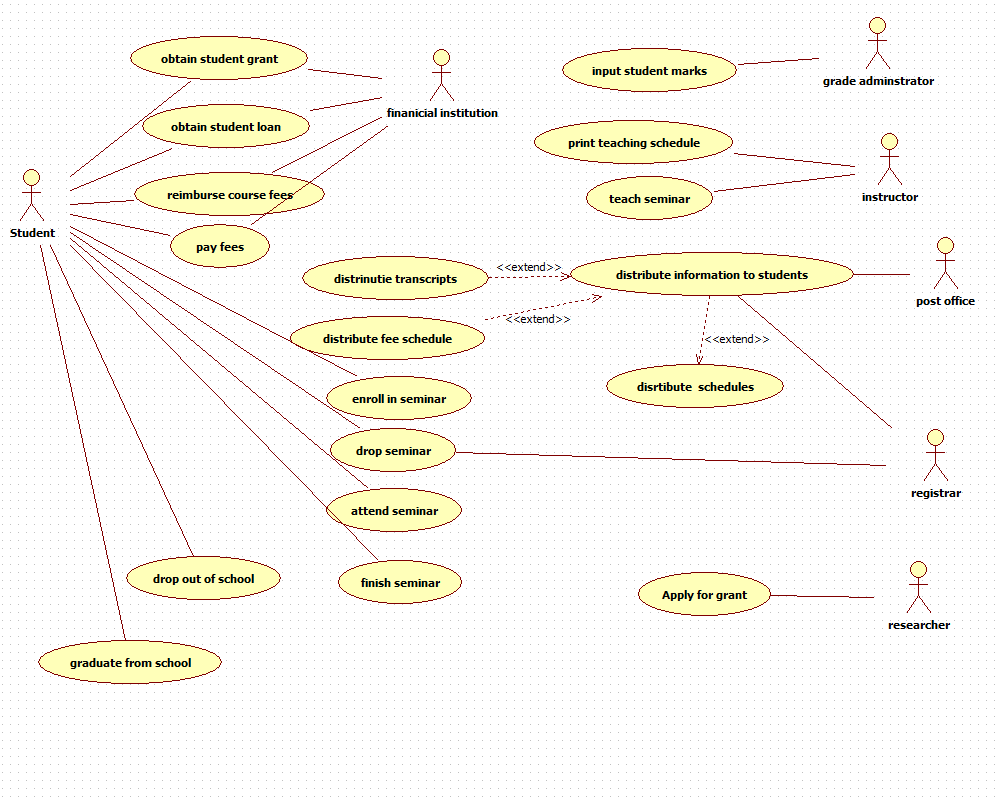 obtain student grant
finanicial institution
input student marks
grade adminstrator
obtain student loan
print teaching schedule
instructor
reimburse course fees
teach seminar
Student
pay fees
distrinutie transcripts
<<extend>>
distribute information to students
post office
distribute fee schedule
<<extend>>
<<extend>>
disrtibute schedules
enroll in seminar
drop seminar
registrar
attend seminar
drop out of school
finish seminar
Apply for grant
researcher
graduate from school